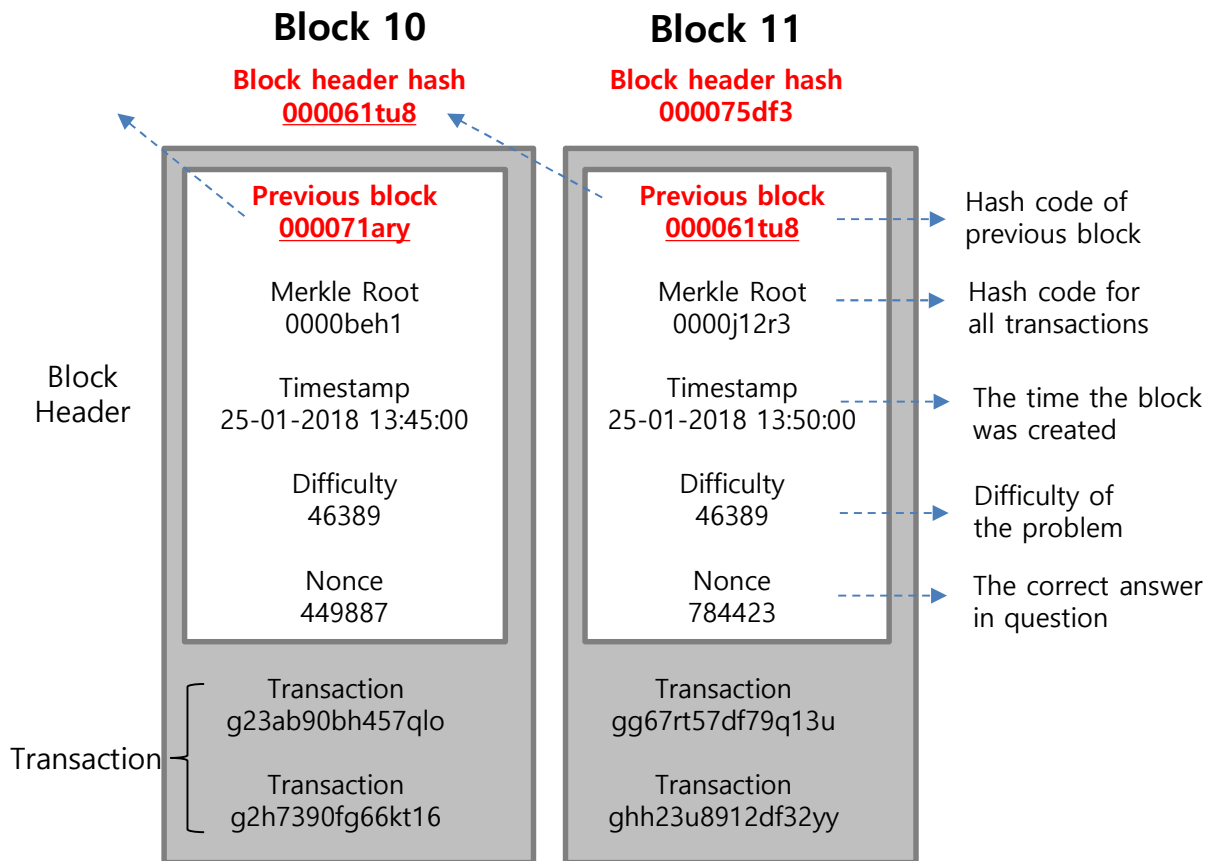 Block 10
Block header hash
000061tu8
Previous block
000071ary
Merkle Root
0000beh1
Timestamp
25-01-2018 13:45:00
Difficulty
46389
Nonce
449887
Transaction
g23ab90bh457qlo
Transaction
g2h7390fg66kt16
Block 11
Block header hash
000075df3
Previous block
000061tu8
Merkle Root
0000j12r3
Timestamp
25-01-2018 13:50:00
Difficulty
46389
Nonce
784423
Transaction
gg67rt57df79q13u
Transaction
ghh23u8912df32yy
Block
Header
Transaction
Hash code of
previous block
Hash code for
all transactions
The time the block
was created
Difficulty of
the problem
The correct answer
in question